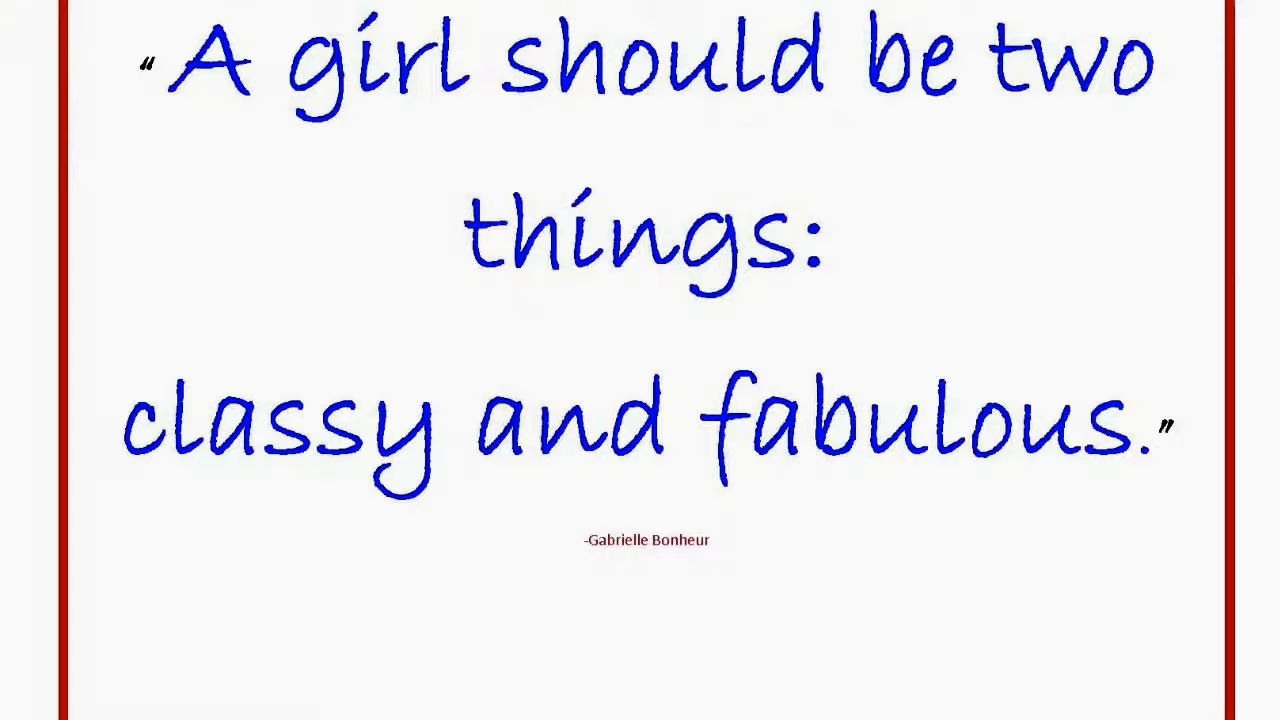 “A girl should be two
things:
classy and fabulous.”
-Gabrielle Bonheur